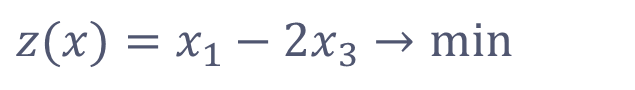 z(x) = x₁ − 2x₃ → min